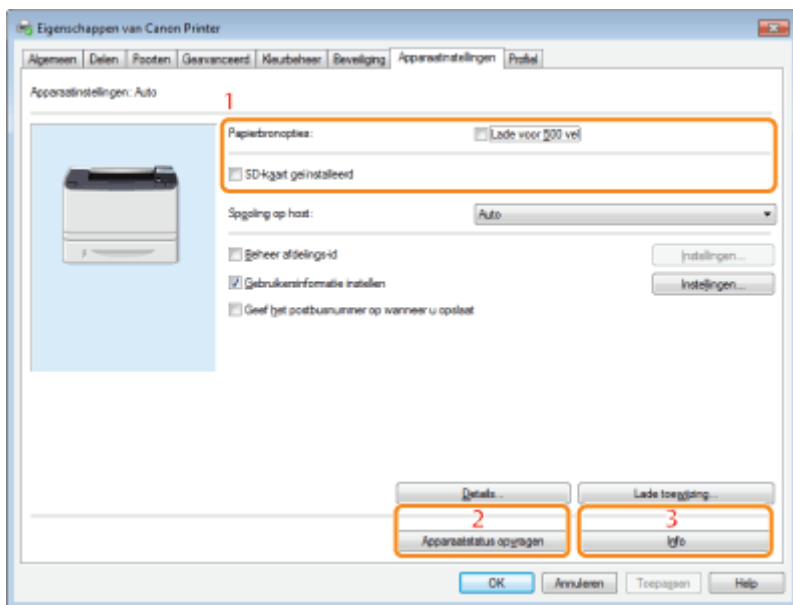 Eigenschappen van Canon Printer
Algemeen Delen Poorten Geavanceerd Kleurbeheer Beveiliging Apparaatinstellingen Profiel
Apparaatinstellingen: Auto
1
Papierbronopties: Lade voor 500 vel
SD-kaart geïnstalleerd
Spooling op host: Auto
Beheer afdelings-id Instellingen...
Gebruikersinformatie instellen Instellingen...
Geef het postbusnummer op wanneer u opslaat
Details... Lade toewijzing...
2 3
Apparaatstatus opvragen Info
OK Annuleren Toepassen Help